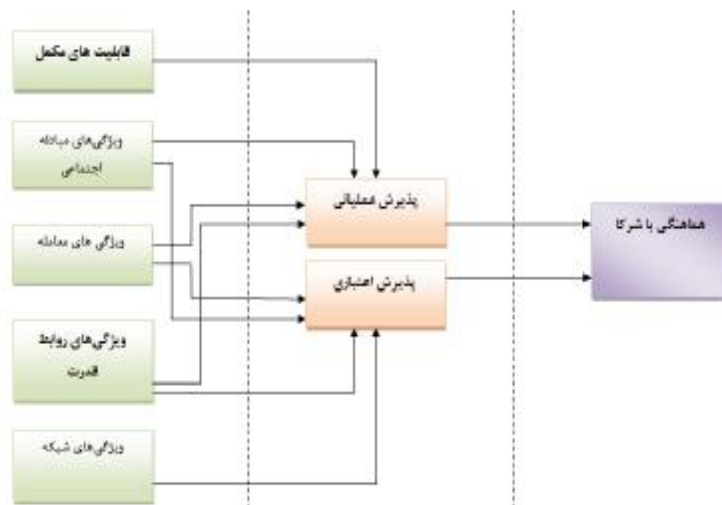 قابلیت های مکمل
ویژگی‌های مبادله
اجتماعی
ویژگی های معامله
ویژگی‌های روابط
قدرت
ویژگی‌های شبکه
پذیرش عملیاتی
پذیرش اعتباری
هماهنگی با شرکا